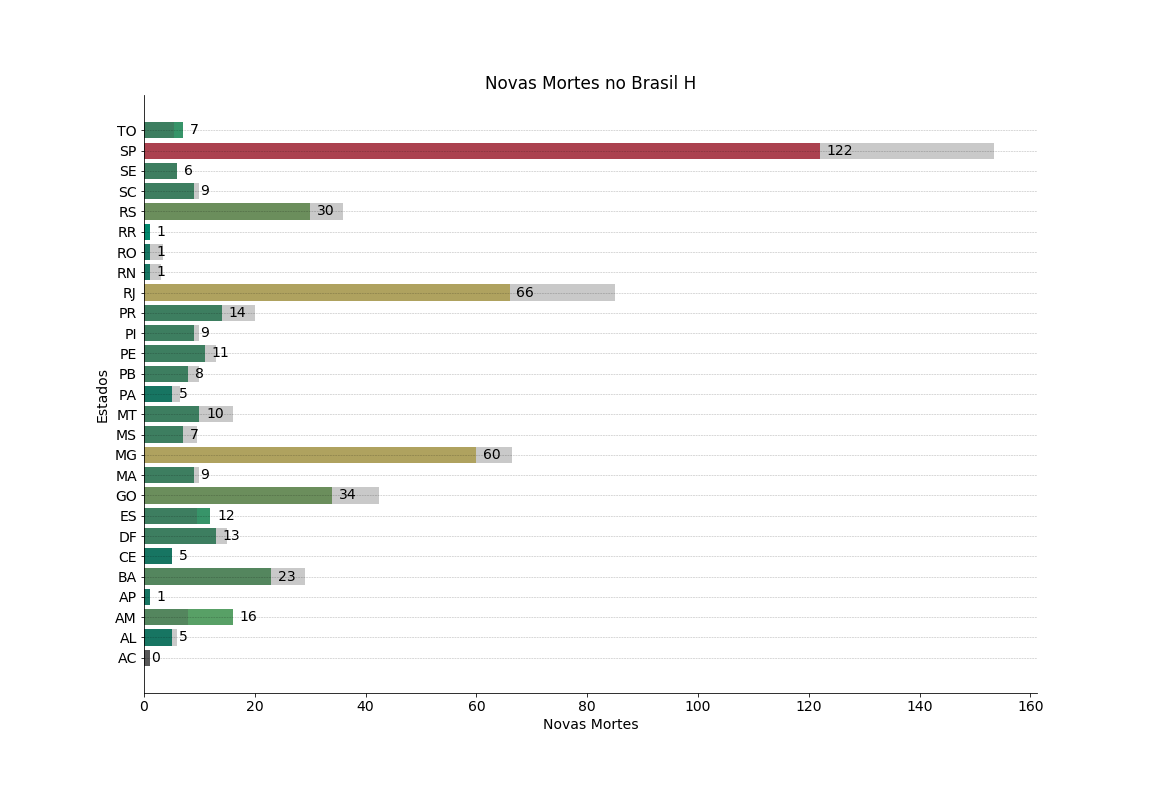 Novas Mortes no Brasil H
TO 7
SP 122
SE 6
SC 9
RS 30
RR 1
RO 1
RN 1
RJ 66
PR 14
PI 9
PE 11
PB 8
PA 5
MT 10
MS 7
MG 60
MA 9
GO 34
ES 12
DF 13
CE 5
BA 23
AP 1
AM 16
AL 5
AC 0
Estados
0 20 40 60 80 100 120 140 160
Novas Mortes